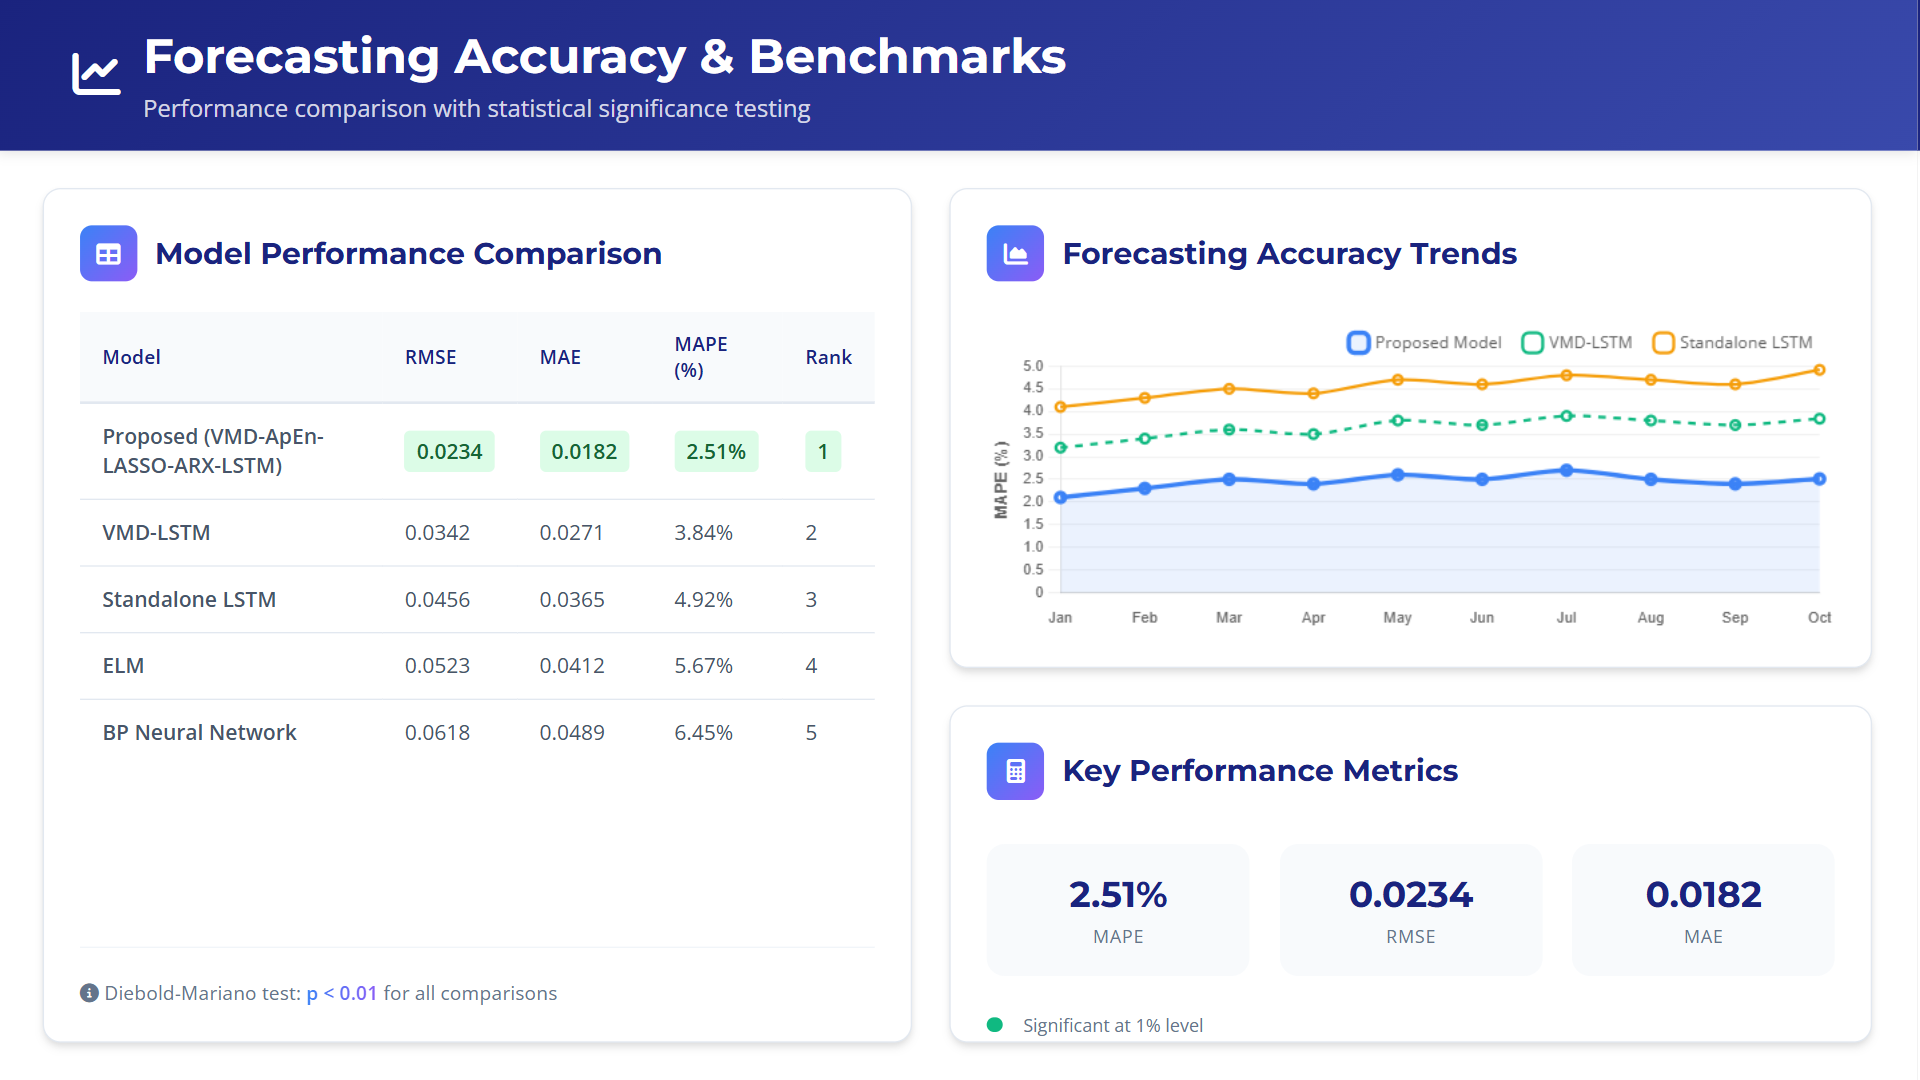 Forecasting Accuracy & Benchmarks
Performance comparison with statistical significance testing
Model Performance Comparison
Model RMSE MAE MAPE (%) Rank
Proposed (VMD-ApEn-
LASSO-ARX-LSTM) 0.0234 0.0182 2.51% 1
VMD-LSTM 0.0342 0.0271 3.84% 2
Standalone LSTM 0.0456 0.0365 4.92% 3
ELM 0.0523 0.0412 5.67% 4
BP Neural Network 0.0618 0.0489 6.45% 5
Diebold-Mariano test: p < 0.01 for all comparisons
Forecasting Accuracy Trends
Proposed Model VMD-LSTM Standalone LSTM
MAPE (%)
5.0
4.5
4.0
3.5
3.0
2.5
2.0
1.5
1.0
0.5
0
Jan Feb Mar Apr May Jun Jul Aug Sep Oct
Key Performance Metrics
2.51% 0.0234 0.0182
MAPE RMSE MAE
Significant at 1% level